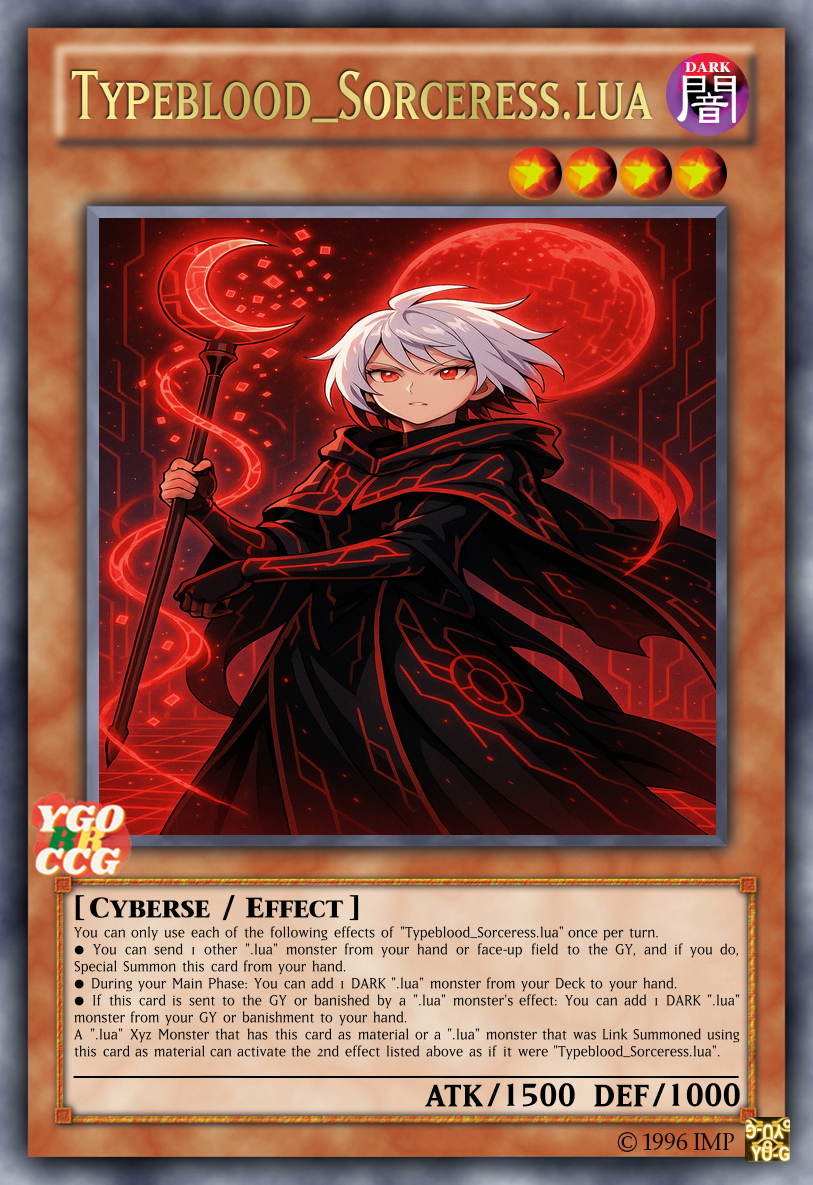 Typeblood_Sorceress.lua
DARK
闇
[ Cyberse / Effect ]
You can only use each of the following effects of "Typeblood_Sorceress.lua" once per turn.
● You can send 1 other ".lua" monster from your hand or face-up field to the GY, and if you do,
Special Summon this card from your hand.
● During your Main Phase: You can add 1 DARK ".lua" monster from your Deck to your hand.
● If this card is sent to the GY or banished by a ".lua" monster's effect: You can add 1 DARK ".lua"
monster from your GY or banishment to your hand.
A ".lua" Xyz Monster that has this card as material or a ".lua" monster that was Link Summoned using
this card as material can activate the 2nd effect listed above as if it were "Typeblood_Sorceress.lua".
ATK/1500 DEF/1000
© 1996 IMP
YGO
RR
CCG